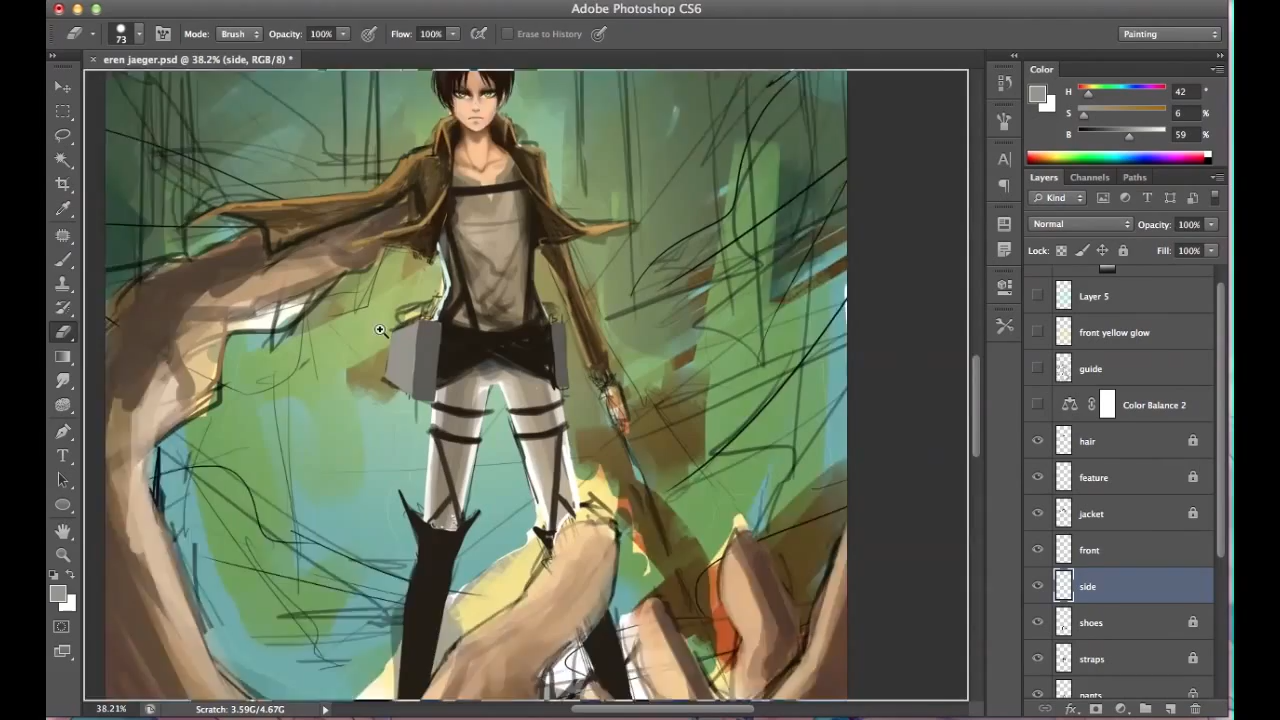 Adobe Photoshop CS6
73
Mode: Brush
Opacity: 100%
Flow: 100%
Erase to History
Painting
× eren jaeger.psd @ 38.2% (side, RGB/8) *
Color
H 42 °
S 6 %
B 59 %
Layers Channels Paths
Kind
Normal
Opacity: 100%
Lock:
Fill: 100%
Layer 5
front yellow glow
guide
Color Balance 2
hair
feature
jacket
front
side
shoes
straps
pants
38.21%
Scratch: 3.59G/4.67G